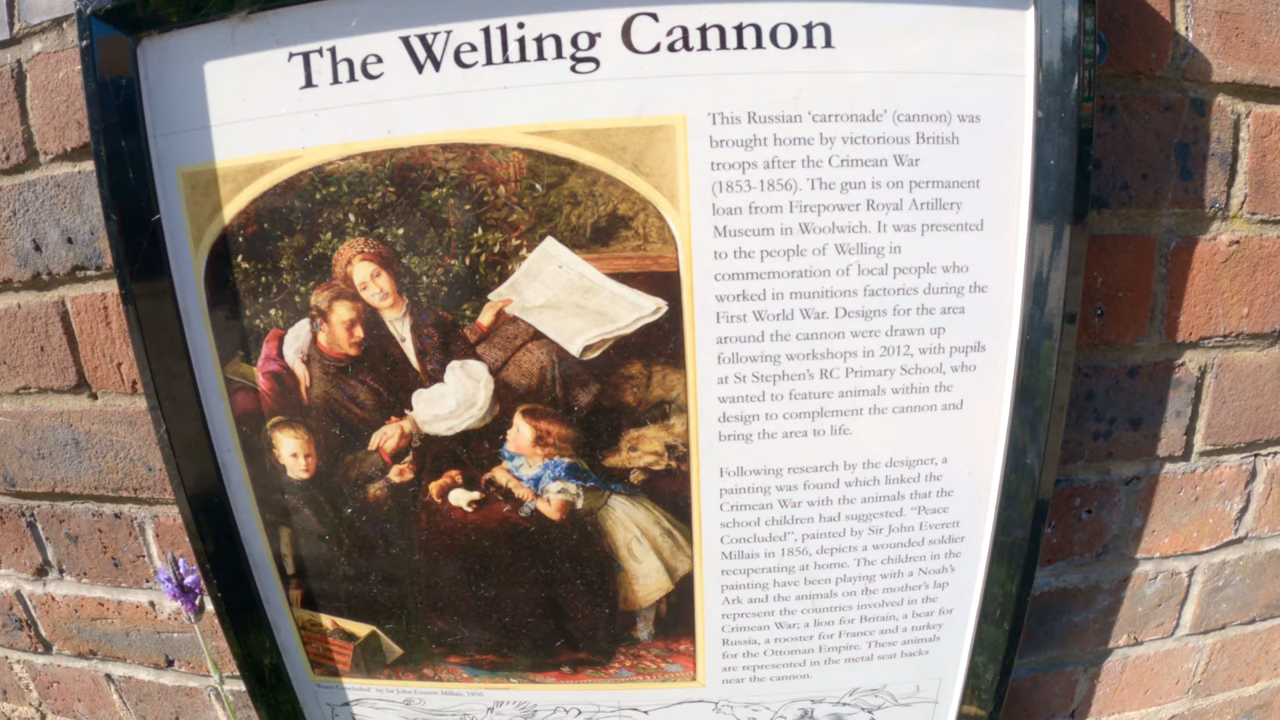 The Welling Cannon
This Russian ‘carronade’ (cannon) was
brought home by victorious British
troops after the Crimean War
(1853-1856). The gun is on permanent
loan from Firepower Royal Artillery
Museum in Woolwich. It was presented
to the people of Welling in
commemoration of local people who
worked in munitions factories during the
First World War. Designs for the area
around the cannon were drawn up
following workshops in 2012, with pupils
at St Stephen’s RC Primary School, who
wanted to feature animals within the
design to complement the cannon and
bring the area to life.
Following research by the designer, a
painting was found which linked the
Crimean War with the animals that the
school children had suggested. “Peace
Concluded”, painted by Sir John Everett
Millais in 1856, depicts a wounded soldier
recuperating at home. The children in the
painting have been playing with a Noah’s
Ark and the animals on the mother’s lap
represent the countries involved in the
Crimean War; a lion for Britain, a bear for
Russia, a rooster for France and a turkey
for the Ottoman Empire. These animals
are represented in the metal seat backs
near the cannon.
‘Peace Concluded’ by Sir John Everett Millais, 1856